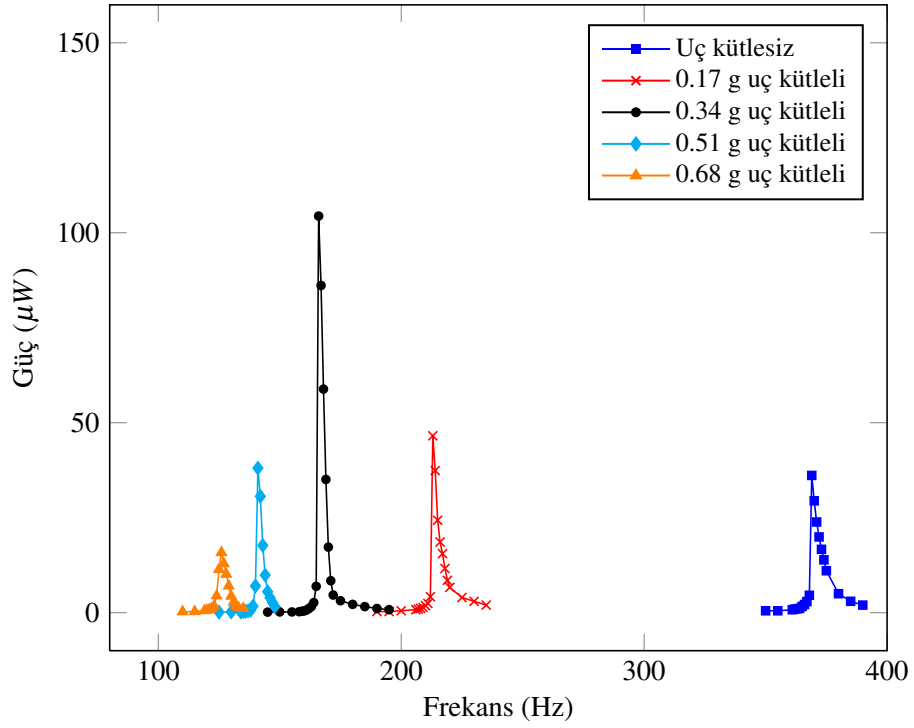 150
100
50
0
Güç (μW)
Uç kütlesiz
0.17 g uç kütleli
0.34 g uç kütleli
0.51 g uç kütleli
0.68 g uç kütleli
100 200 300 400
Frekans (Hz)